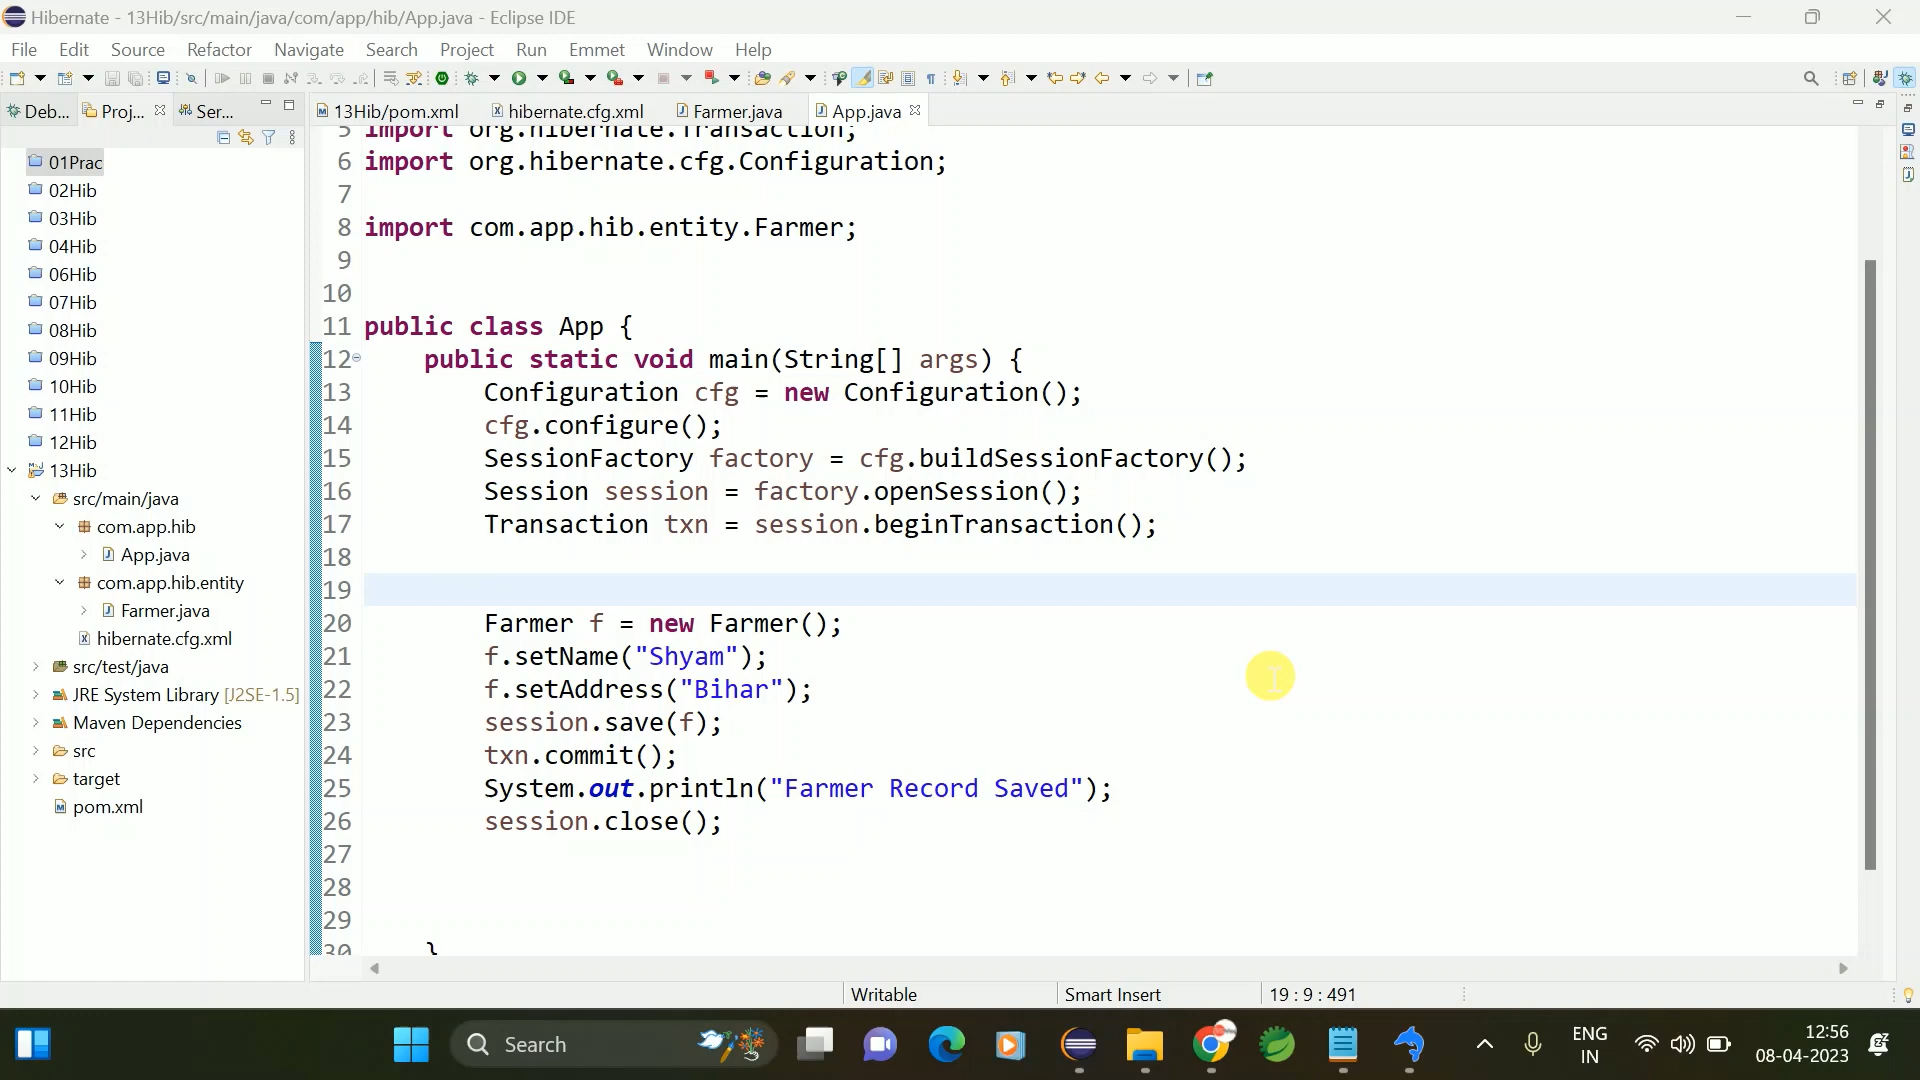 Hibernate - 13Hib/src/main/java/com/app/hib/App.java - Eclipse IDE
File Edit Source Refactor Navigate Search Project Run Emmet Window Help
Deb... Proj... Ser...
13Hib/pom.xml hibernate.cfg.xml Farmer.java App.java
01Prac
02Hib
03Hib
04Hib
06Hib
07Hib
08Hib
09Hib
10Hib
11Hib
12Hib
13Hib
src/main/java
com.app.hib
App.java
com.app.hib.entity
Farmer.java
hibernate.cfg.xml
src/test/java
JRE System Library [J2SE-1.5]
Maven Dependencies
src
target
pom.xml
5 import org.hibernate.Transaction;
6 import org.hibernate.cfg.Configuration;
7
8 import com.app.hib.entity.Farmer;
9
10
11 public class App {
12 public static void main(String[] args) {
13 Configuration cfg = new Configuration();
14 cfg.configure();
15 SessionFactory factory = cfg.buildSessionFactory();
16 Session session = factory.openSession();
17 Transaction txn = session.beginTransaction();
18
19
20 Farmer f = new Farmer();
21 f.setName("Shyam");
22 f.setAddress("Bihar");
23 session.save(f);
24 txn.commit();
25 System.out.println("Farmer Record Saved");
26 session.close();
27
28
29
30 }
Writable Smart Insert 19 : 9 : 491
Search
ENG
IN
12:56
08-04-2023